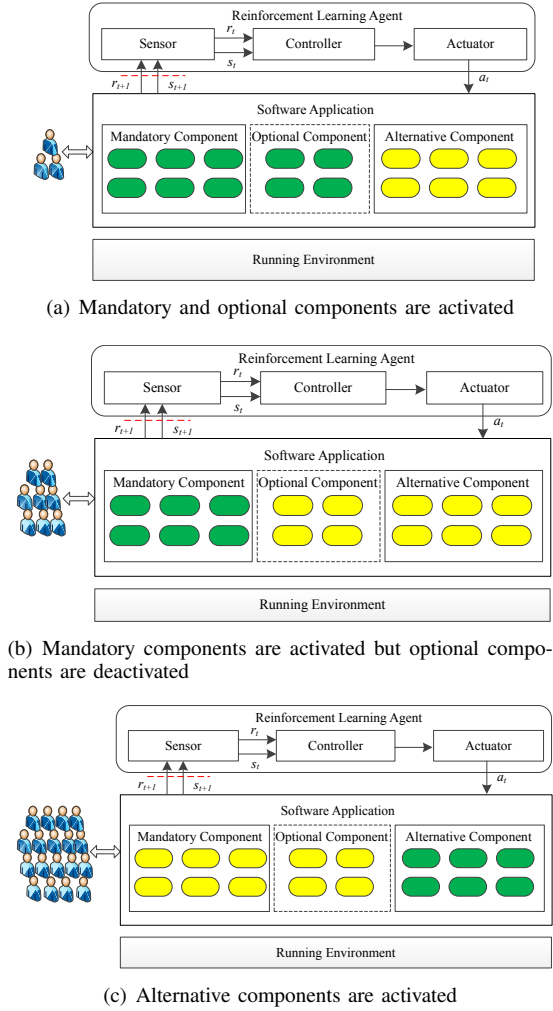 Reinforcement Learning Agent
Sensor
r_t
s_t
Controller
Actuator
r_{t+1}
s_{t+1}
a_t
Software Application
Mandatory Component
Optional Component
Alternative Component
Running Environment
(a) Mandatory and optional components are activated
Reinforcement Learning Agent
Sensor
r_t
s_t
Controller
Actuator
r_{t+1}
s_{t+1}
a_t
Software Application
Mandatory Component
Optional Component
Alternative Component
Running Environment
(b) Mandatory components are activated but optional compo-
nents are deactivated
Reinforcement Learning Agent
Sensor
r_t
s_t
Controller
Actuator
r_{t+1}
s_{t+1}
a_t
Software Application
Mandatory Component
Optional Component
Alternative Component
Running Environment
(c) Alternative components are activated